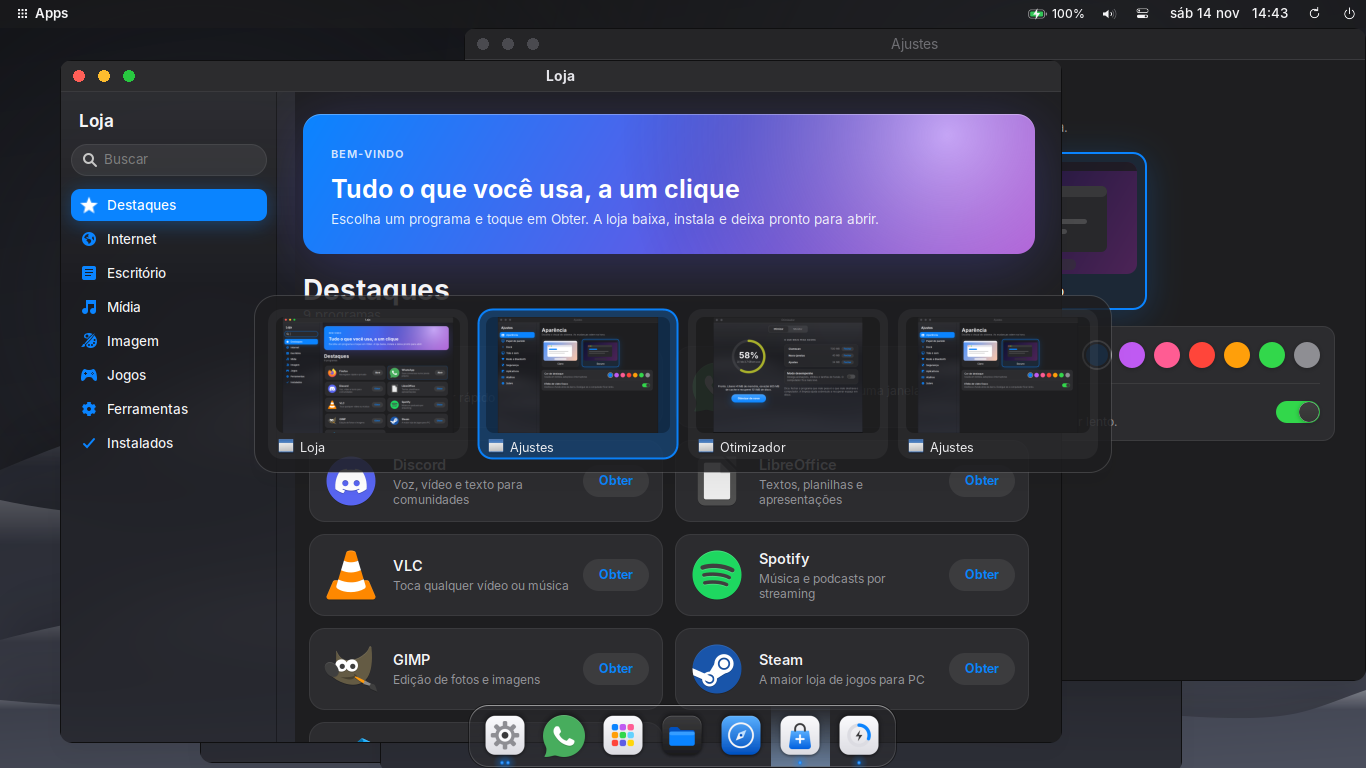 Apps
100%
sáb 14 nov 14:43
Ajustes
Loja
Loja
Buscar
Destaques
Internet
Escritório
Mídia
Imagem
Jogos
Ferramentas
Instalados
BEM-VINDO
Tudo o que você usa, a um clique
Escolha um programa e toque em Obter. A loja baixa, instala e deixa pronto para abrir.
Destaques
9 programas
Loja
Ajustes
58%
Otimizador
Ajustes
Aparência
Aparência
Discord
Voz, vídeo e texto para
comunidades
Obter
LibreOffice
Textos, planilhas e
apresentações
Obter
VLC
Toca qualquer vídeo ou música
Obter
Spotify
Música e podcasts por
streaming
Obter
GIMP
Edição de fotos e imagens
Obter
Steam
A maior loja de jogos para PC
Obter